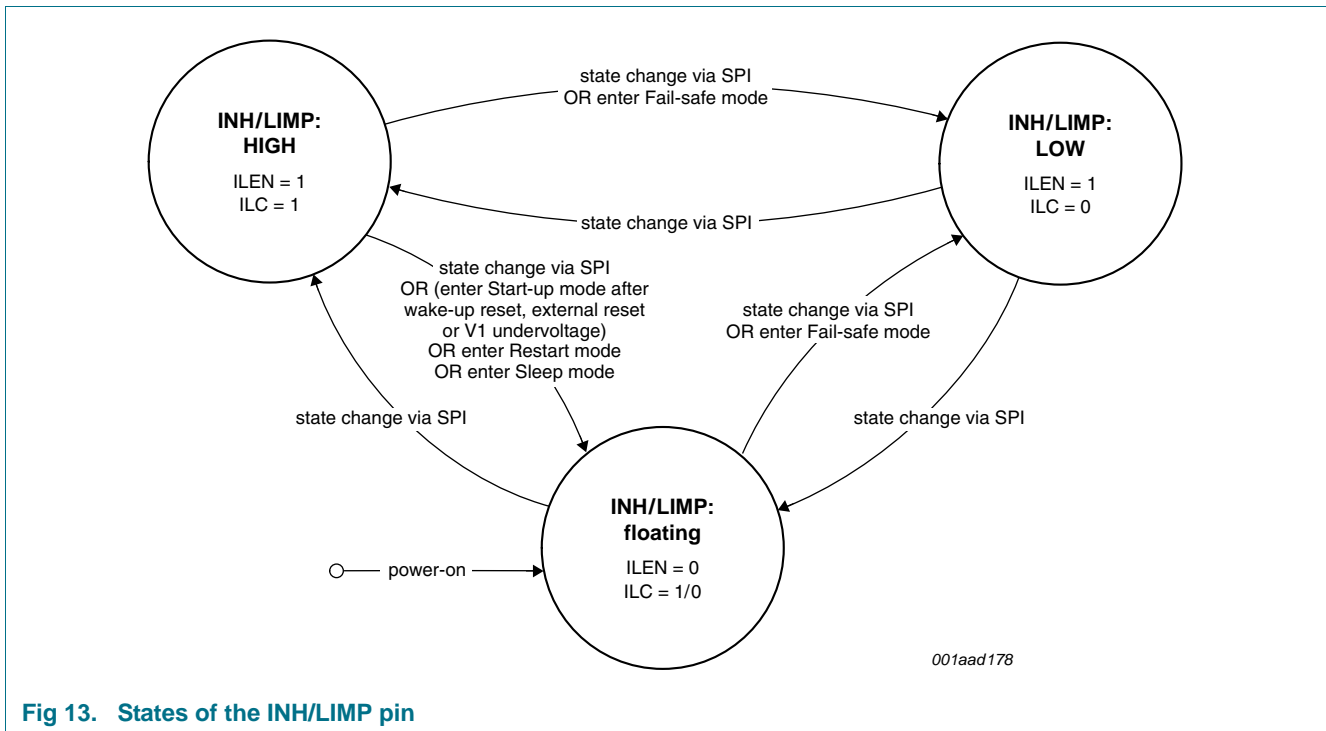 state change via SPI
OR enter Fail-safe mode
INH/LIMP:
HIGH
ILEN = 1
ILC = 1
INH/LIMP:
LOW
ILEN = 1
ILC = 0
state change via SPI
state change via SPI
OR (enter Start-up mode after
wake-up reset, external reset
or V1 undervoltage)
OR enter Restart mode
OR enter Sleep mode
state change via SPI
OR enter Fail-safe mode
state change via SPI
state change via SPI
INH/LIMP:
floating
ILEN = 0
ILC = 1/0
power-on
001aad178
Fig 13. States of the INH/LIMP pin